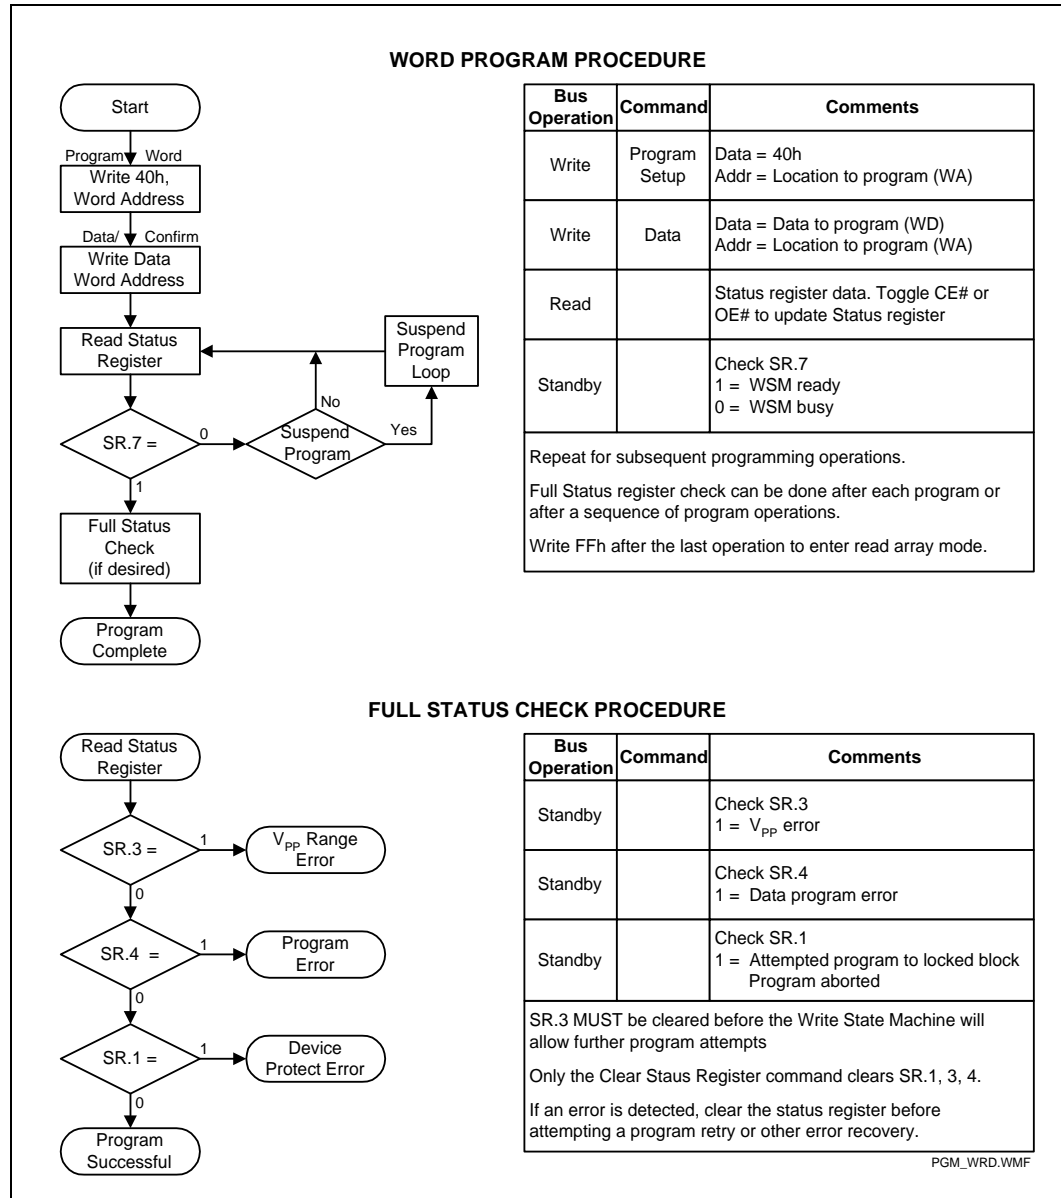 WORD PROGRAM PROCEDURE
Start
Program Word
Write 40h,
Word Address
Data/ Confirm
Write Data
Word Address
Read Status
Register
Suspend
Program
Loop
SR.7 =
0
No
Suspend
Program
Yes
1
Full Status
Check
(if desired)
Program
Complete
Bus
Operation
Command
Comments
Write
Program
Setup
Data = 40h
Addr = Location to program (WA)
Write
Data
Data = Data to program (WD)
Addr = Location to program (WA)
Read
Status register data. Toggle CE# or
OE# to update Status register
Standby
Check SR.7
1 = WSM ready
0 = WSM busy
Repeat for subsequent programming operations.
Full Status register check can be done after each program or
after a sequence of program operations.
Write FFh after the last operation to enter read array mode.
FULL STATUS CHECK PROCEDURE
Read Status
Register
SR.3 =
1
VPP Range
Error
0
SR.4 =
1
Program
Error
0
SR.1 =
1
Device
Protect Error
0
Program
Successful
Bus
Operation
Command
Comments
Standby
Check SR.3
1 = VPP error
Standby
Check SR.4
1 = Data program error
Standby
Check SR.1
1 = Attempted program to locked block
Program aborted
SR.3 MUST be cleared before the Write State Machine will
allow further program attempts
Only the Clear Staus Register command clears SR.1, 3, 4.
If an error is detected, clear the status register before
attempting a program retry or other error recovery.
PGM_WRD.WMF